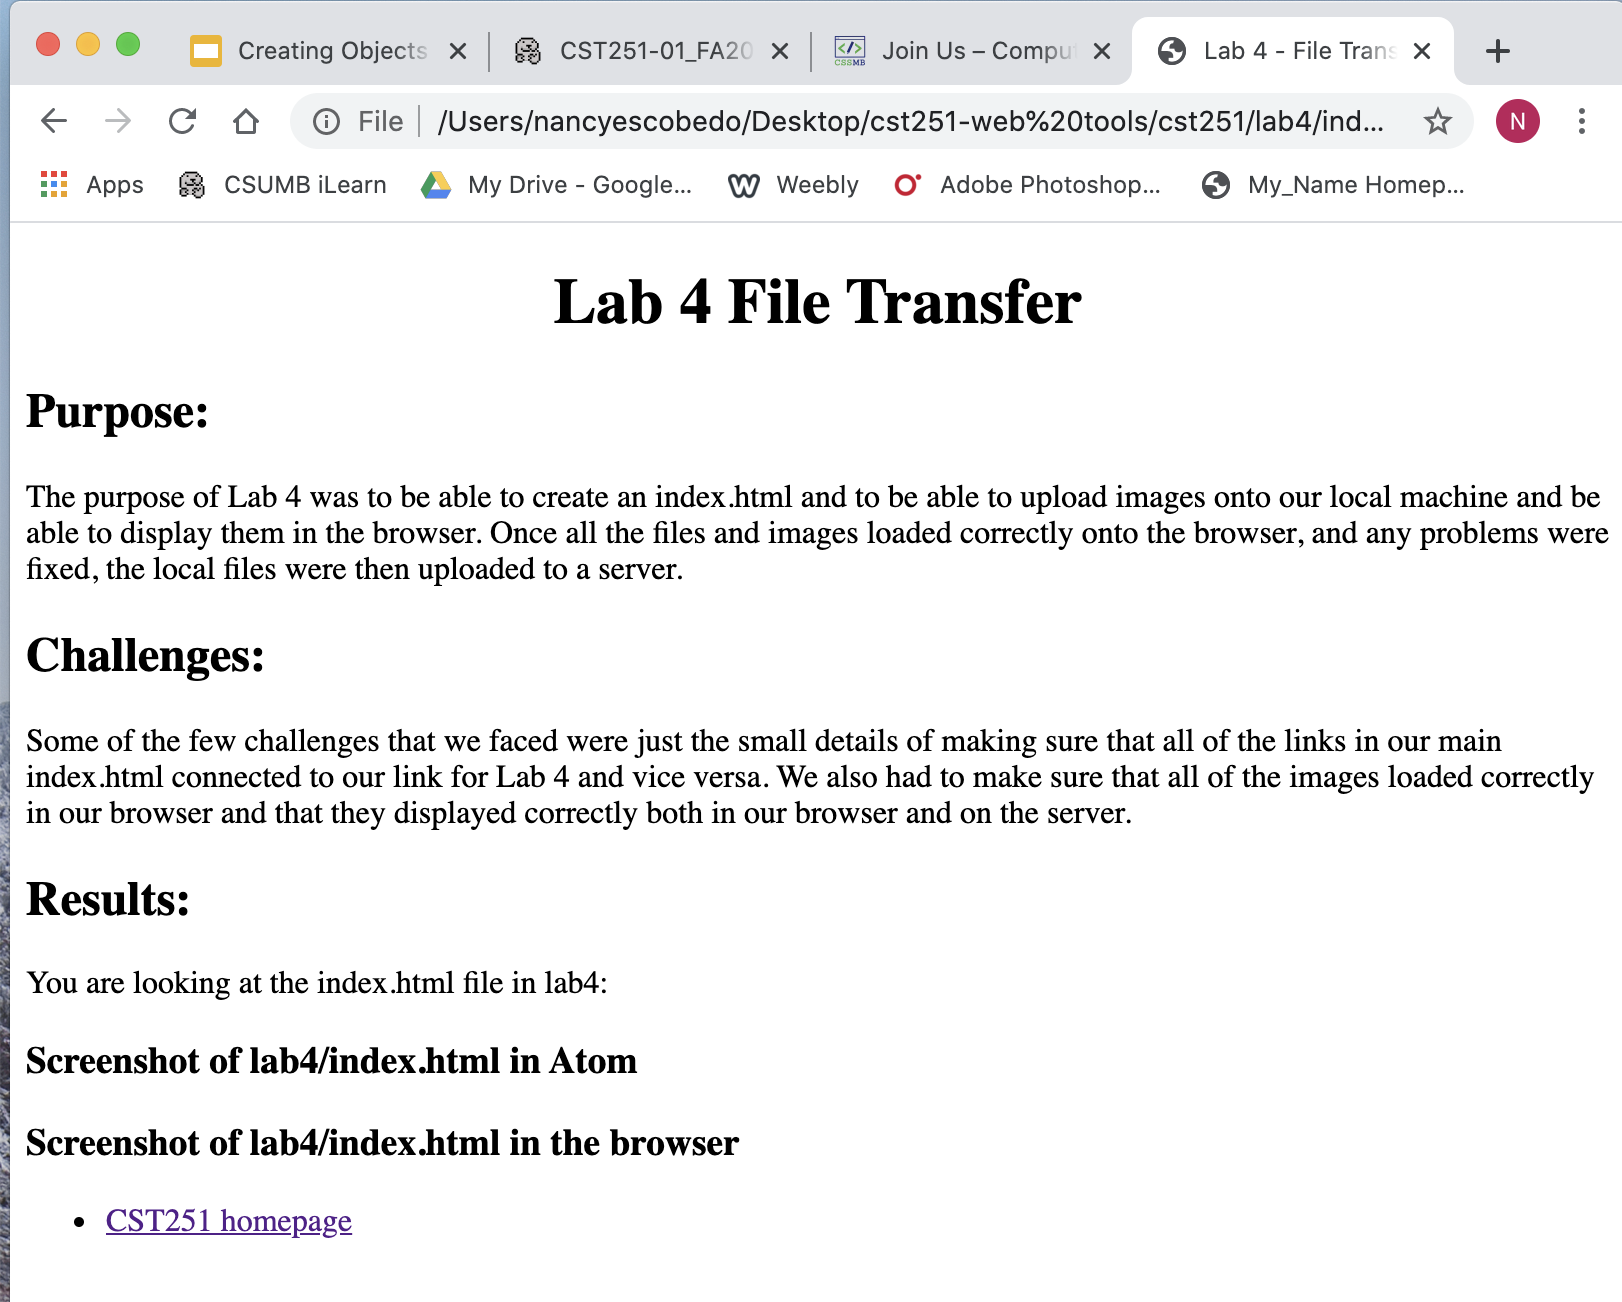 Creating Objects
CST251-01_FA20
Join Us – Comput
Lab 4 - File Trans
File /Users/nancyescobedo/Desktop/cst251-web%20tools/cst251/lab4/ind...
N
Apps
CSUMB iLearn
My Drive - Google...
Weebly
Adobe Photoshop...
My_Name Homep...
Lab 4 File Transfer
Purpose:
The purpose of Lab 4 was to be able to create an index.html and to be able to upload images onto our local machine and be
able to display them in the browser. Once all the files and images loaded correctly onto the browser, and any problems were
fixed, the local files were then uploaded to a server.
Challenges:
Some of the few challenges that we faced were just the small details of making sure that all of the links in our main
index.html connected to our link for Lab 4 and vice versa. We also had to make sure that all of the images loaded correctly
in our browser and that they displayed correctly both in our browser and on the server.
Results:
You are looking at the index.html file in lab4:
Screenshot of lab4/index.html in Atom
Screenshot of lab4/index.html in the browser
• CST251 homepage